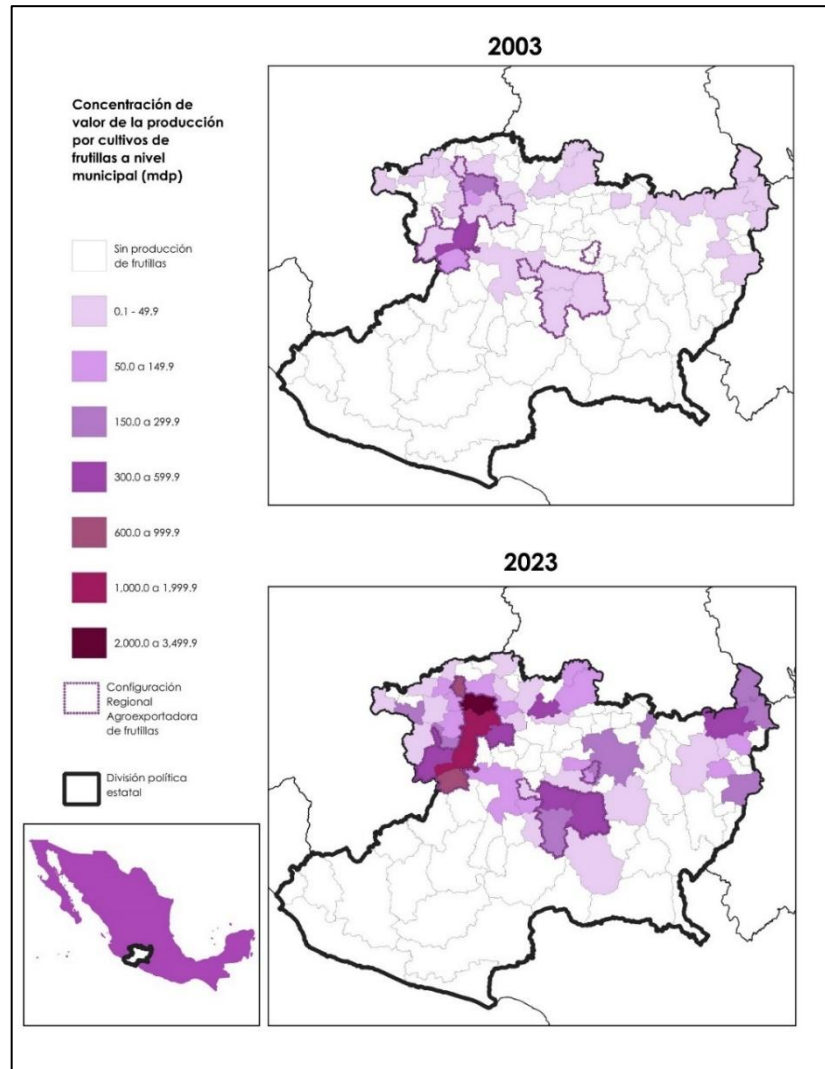 2003
Concentración de
valor de la producción
por cultivos de
frutillas a nivel
municipal (mdp)
Sin producción
de frutillas
0.1 - 49.9
50.0 a 149.9
150.0 a 299.9
300.0 a 599.9
600.0 a 999.9
1,000.0 a 1,999.9
2,000.0 a 3,499.9
Configuración
Regional
Agroexportadora
de frutillas
División política
estatal
2023